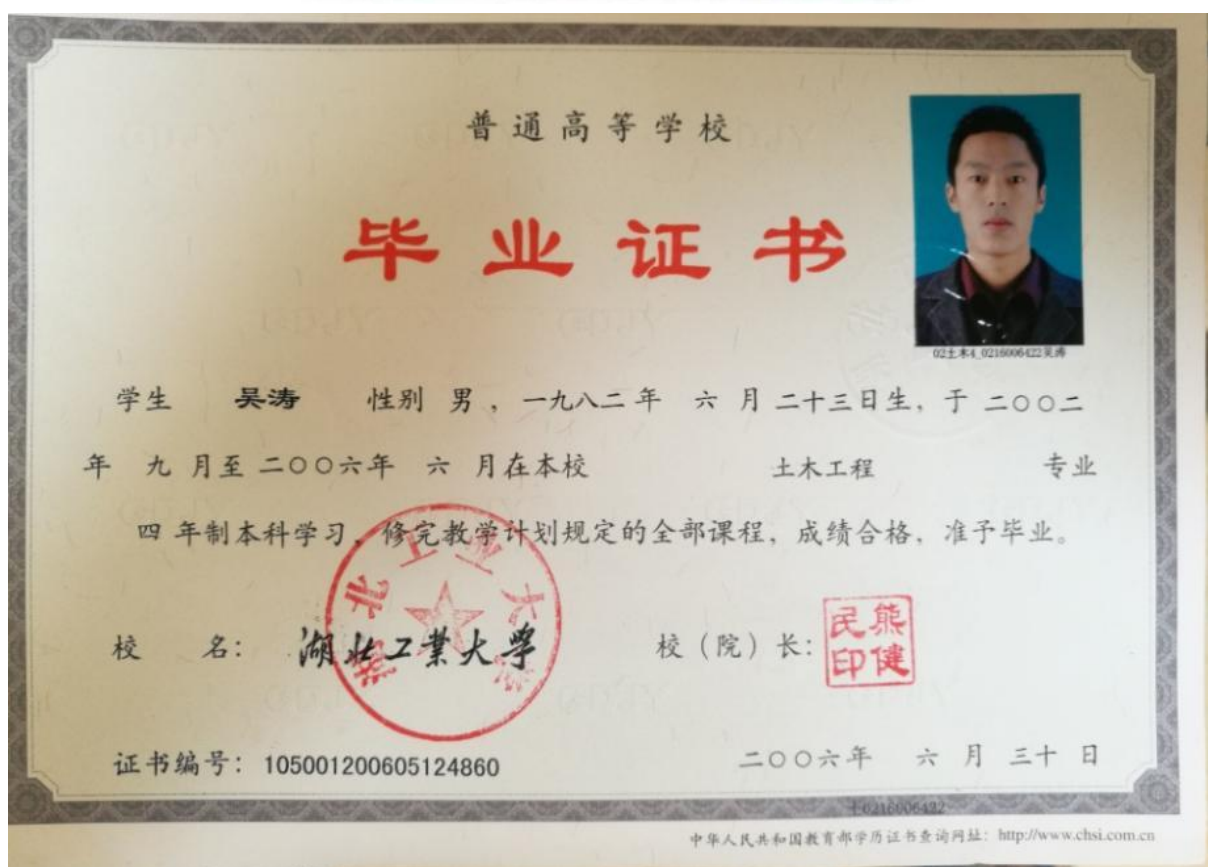 普通高等学校
毕业证书
02土木4_0216006422吴涛
学生 吴涛 性别 男 ， 一九八二年 六 月 二十三日生，于 二〇〇二
年 九 月至 二〇〇六年 六 月在本校 土木工程 专业
四 年制本科学习，修完教学计划规定的全部课程，成绩合格，准予毕业。
湖北工业大学
校 名： 湖北工業大學 校（院）长： 熊健民印
证书编号： 105001200605124860 二〇〇六年 六 月 三十 日
10216006422
中华人民共和国教育部学历证书查询网址： http://www.chsi.com.cn